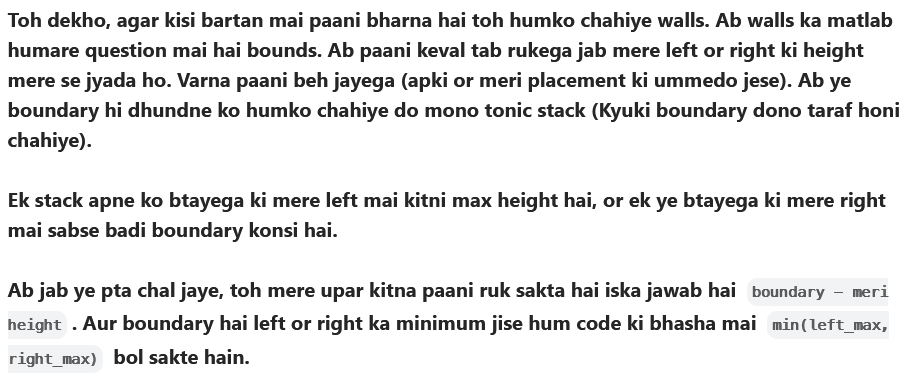 Toh dekho, agar kisi bartan mai paani bharna hai toh humko chahiye walls. Ab walls ka matlab
humare question mai hai bounds. Ab paani keval tab rukega jab mere left or right ki height
mere se jyada ho. Varna paani beh jayega (apki or meri placement ki ummedo jese). Ab ye
boundary hi dhundne ko humko chahiye do mono tonic stack (Kyuki boundary dono taraf honi
chahiye).
Ek stack apne ko btayega ki mere left mai kitni max height hai, or ek ye btayega ki mere right
mai sabse badi boundary konsi hai.
Ab jab ye pta chal jaye, toh mere upar kitna paani ruk sakta hai iska jawab hai boundary – meri
height . Aur boundary hai left or right ka minimum jise hum code ki bhasha mai min(left_max,
right_max) bol sakte hain.